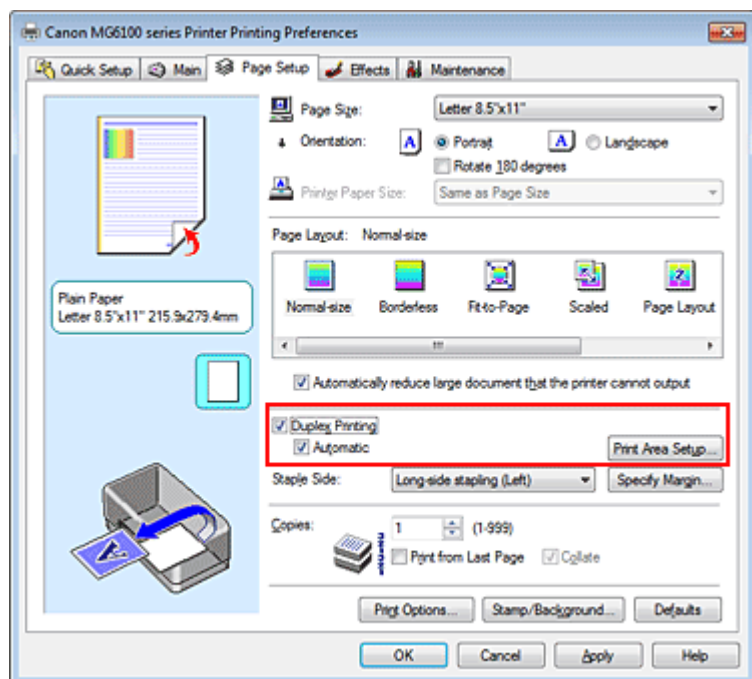 Canon MG6100 series Printer Printing Preferences
Quick Setup Main Page Setup Effects Maintenance
Page Size: Letter 8.5"x11"
Orientation: A Portrait A Landscape
Rotate 180 degrees
Printer Paper Size: Same as Page Size
Page Layout: Normal-size
Normal-size Borderless Fit-to-Page Scaled Page Layout
Plain Paper
Letter 8.5"x11" 215.9x279.4mm
Automatically reduce large document that the printer cannot output
Duplex Printing
Automatic Print Area Setup...
Staple Side: Long-side stapling (Left) Specify Margin...
Copies: 1 (1-999)
Print from Last Page Collate
Print Options... Stamp/Background... Defaults
OK Cancel Apply Help